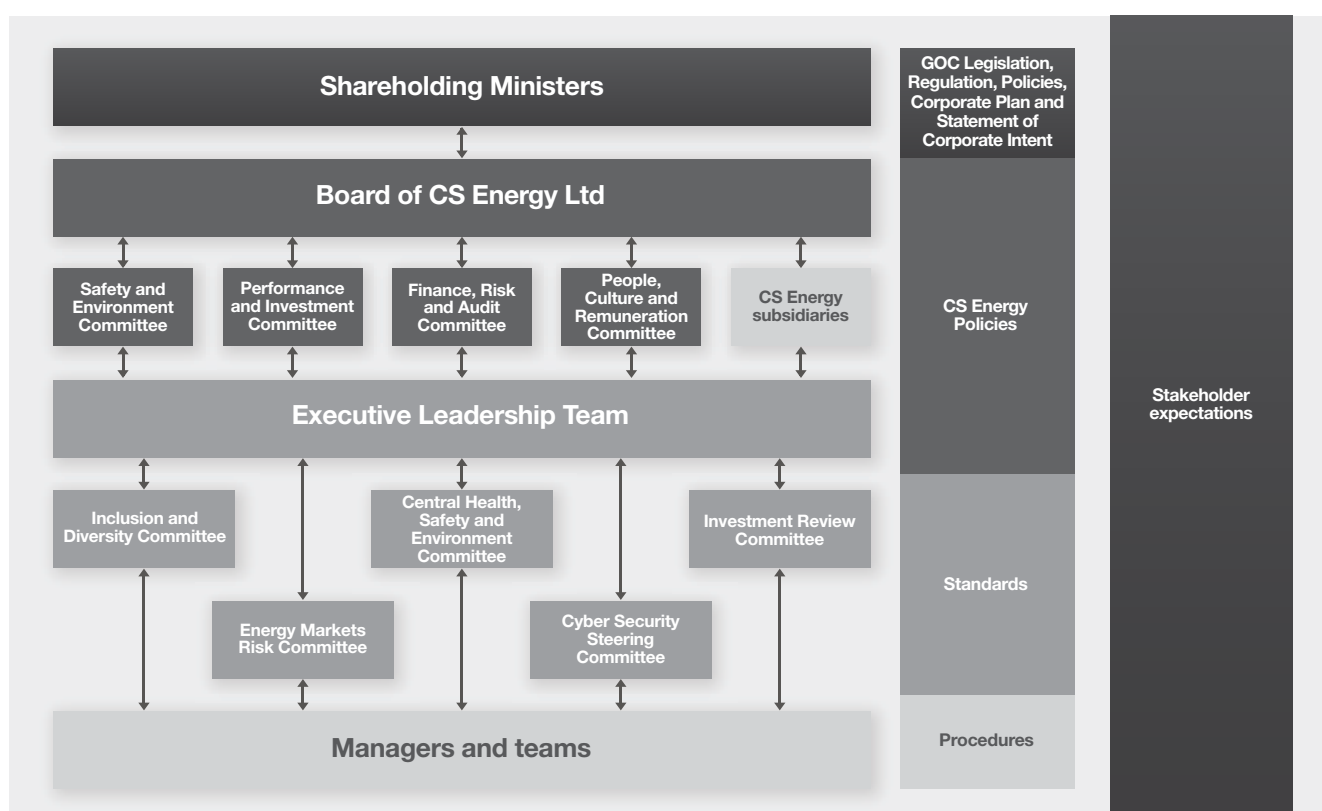 Shareholding Ministers
GOC Legislation,
Regulation, Policies,
Corporate Plan and
Statement of
Corporate Intent
Board of CS Energy Ltd
Safety and
Environment
Committee
Performance
and Investment
Committee
Finance, Risk
and Audit
Committee
People,
Culture and
Remuneration
Committee
CS Energy
subsidiaries
CS Energy
Policies
Executive Leadership Team
Stakeholder
expectations
Inclusion and
Diversity Committee
Central Health,
Safety and
Environment
Committee
Investment Review
Committee
Standards
Energy Markets
Risk Committee
Cyber Security
Steering
Committee
Managers and teams
Procedures